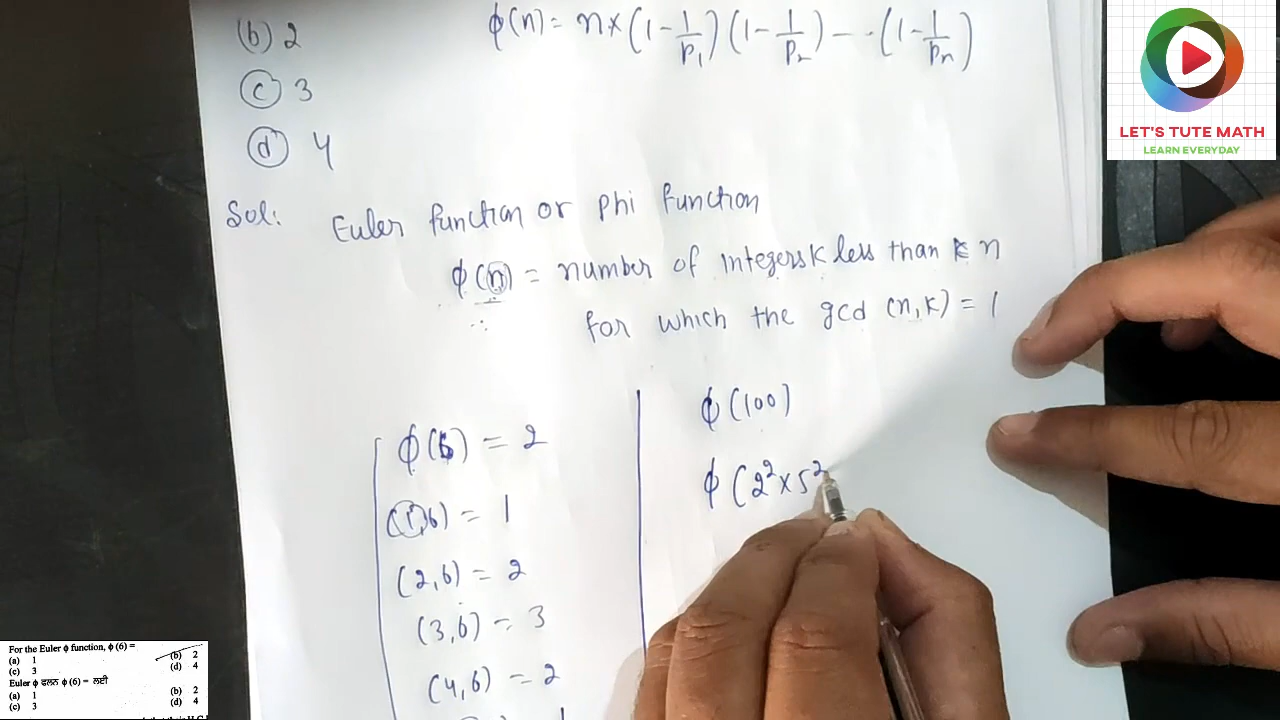 (b) 2
φ(n) = n × (1 - 1/p₁) (1 - 1/p₂) - - · (1 - 1/pₙ)
(c) 3
(d) 4
Sol: Euler function or phi function
φ(n) = number of integers k less than n
∴ for which the gcd (n, k) = 1
φ(6) = 2
(1,6) = 1
(2,6) = 2
(3,6) = 3
(4,6) = 2
1
φ(100)
φ(2²×5²
LET'S TUTE MATH
LEARN EVERYDAY
For the Euler ϕ function, ϕ (6) =
(a) 1 (b) 2
(c) 3 (d) 4
Euler ϕ ਫਲਨ ϕ (6) = ਲਈ
(a) 1 (b) 2
(c) 3 (d) 4